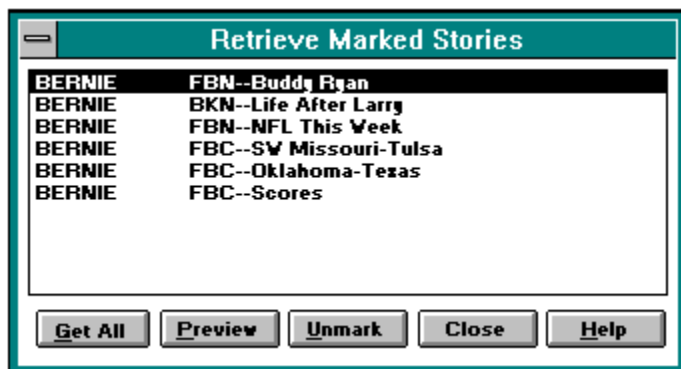 Retrieve Marked Stories
BERNIE FBN--Buddy Ryan
BERNIE BKN--Life After Larry
BERNIE FBN--NFL This Week
BERNIE FBC--SW Missouri-Tulsa
BERNIE FBC--Oklahoma-Texas
BERNIE FBC--Scores
Get All Preview Unmark Close Help